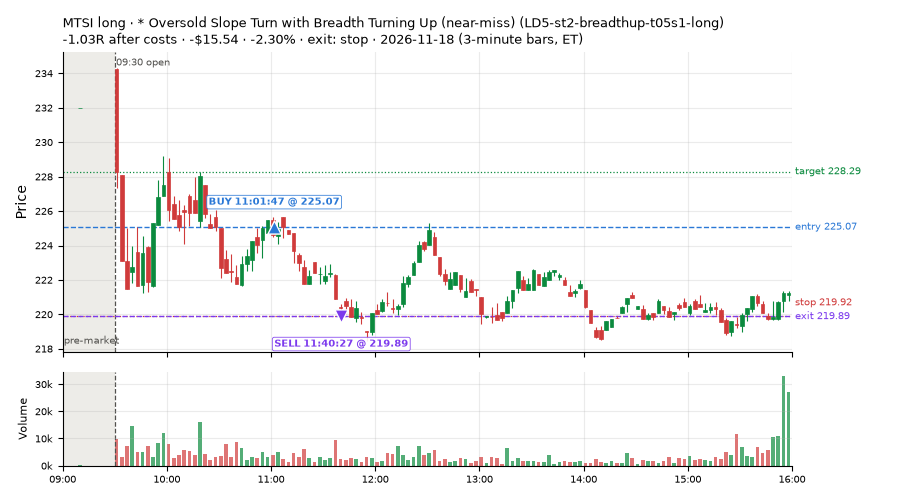 MTSI long · * Oversold Slope Turn with Breadth Turning Up (near-miss) (LD5-st2-breadthup-t05s1-long)
-1.03R after costs · -$15.54 · -2.30% · exit: stop · 2026-11-18 (3-minute bars, ET)
09:30 open
234
232
230
228
226
224
222
220
218
Price
target 228.29
BUY 11:01:47 @ 225.07
entry 225.07
stop 219.92
exit 219.89
SELL 11:40:27 @ 219.89
pre-market
30k
20k
10k
0k
Volume
09:00
10:00
11:00
12:00
13:00
14:00
15:00
16:00